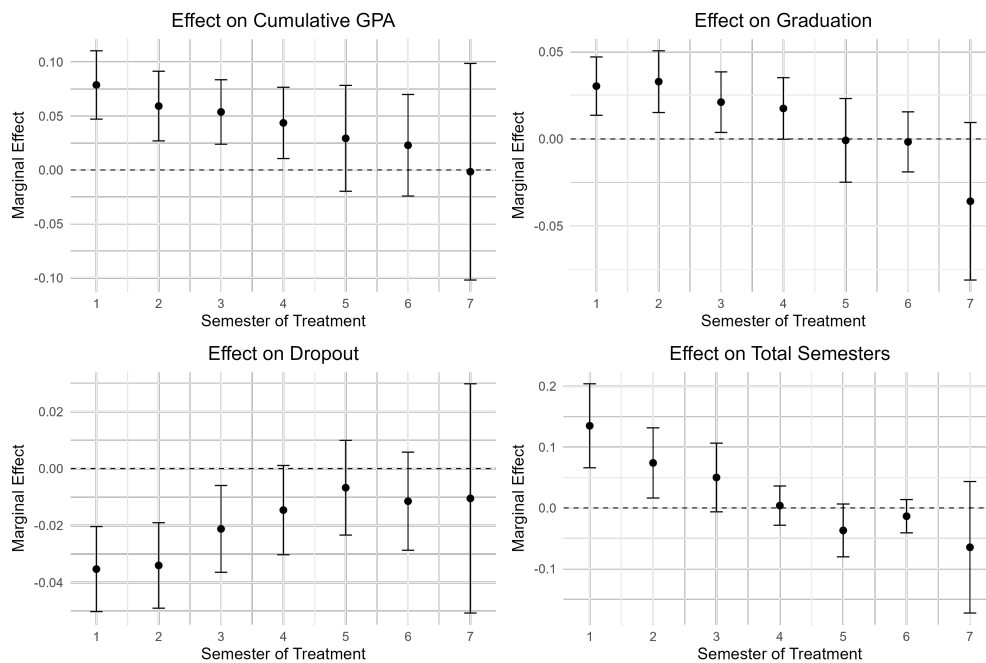 Effect on Cumulative GPA
Marginal Effect
0.10
0.05
0.00
-0.05
-0.10
1 2 3 4 5 6 7
Semester of Treatment
Effect on Graduation
Marginal Effect
0.05
0.00
-0.05
1 2 3 4 5 6 7
Semester of Treatment
Effect on Dropout
Marginal Effect
0.02
0.00
-0.02
-0.04
1 2 3 4 5 6 7
Semester of Treatment
Effect on Total Semesters
Marginal Effect
0.2
0.1
0.0
-0.1
1 2 3 4 5 6 7
Semester of Treatment